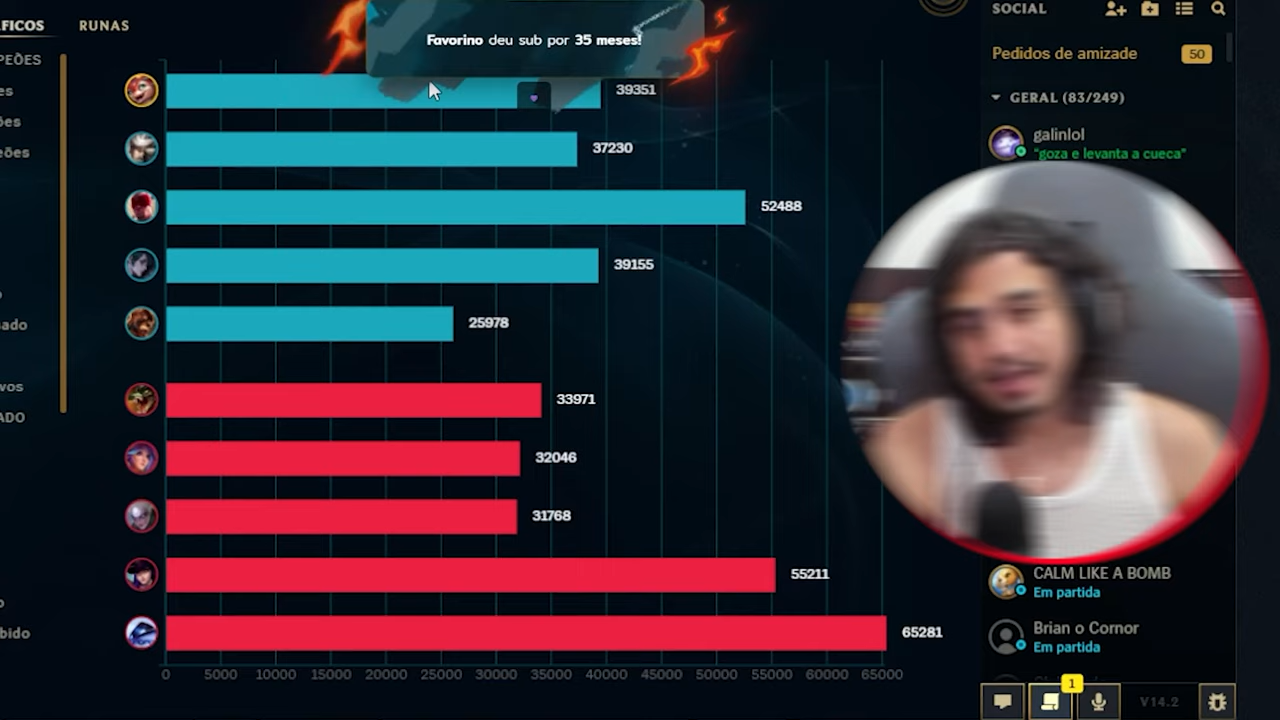 FICOS RUNAS
PEÕES
es
ões
eões
ado
vos
ADO
o
bido
Favorino deu sub por 35 meses!
39351
37230
52488
39155
25978
33971
32046
31768
55211
65281
0 5000 10000 15000 20000 25000 30000 35000 40000 45000 50000 55000 60000 65000
SOCIAL
Pedidos de amizade 50
GERAL (83/249)
galinlol
"goza e levanta a cueca"
CALM LIKE A BOMB
Em partida
Brian o Cornor
Em partida
1
V14.2